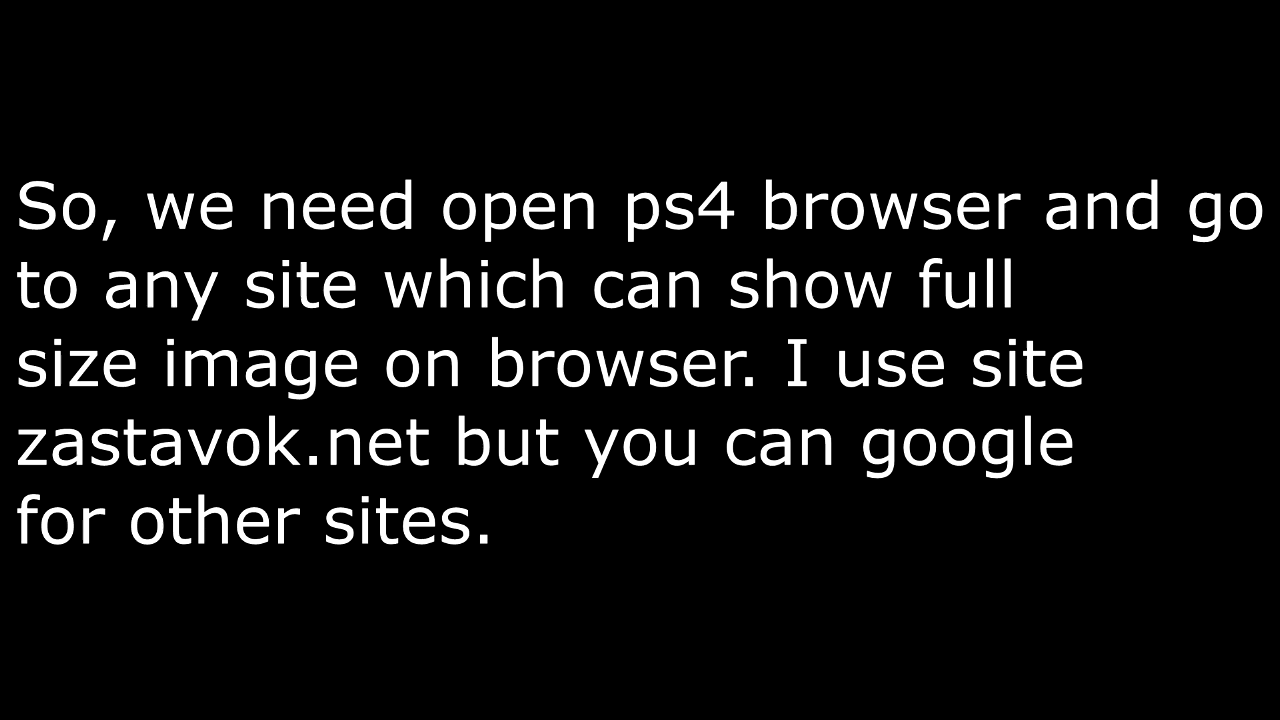 So, we need open ps4 browser and go
to any site which can show full
size image on browser. I use site
zastavok.net but you can google
for other sites.